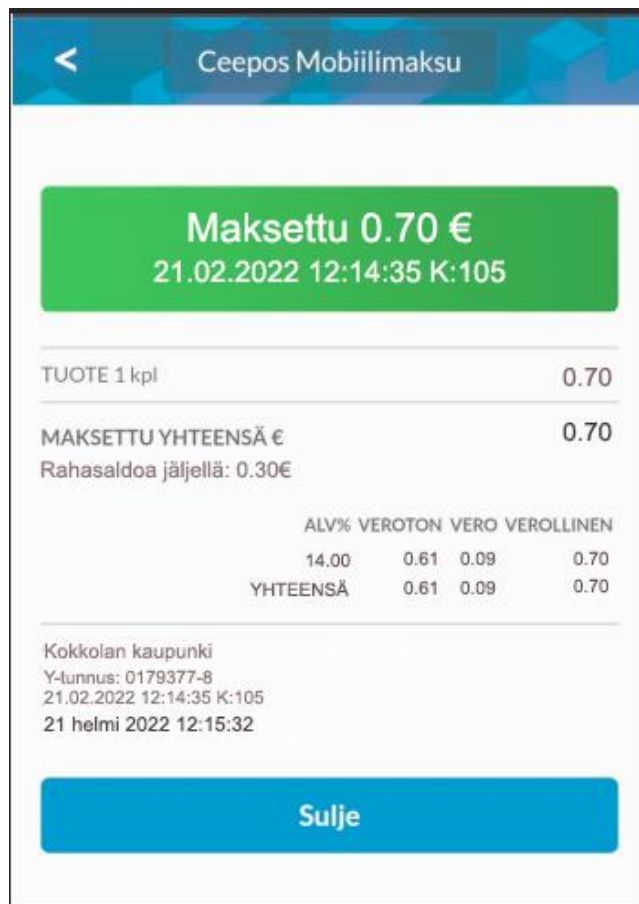 < Ceepos Mobiilimaksu
Maksettu 0.70 €
21.02.2022 12:14:35 K:105
TUOTE 1 kpl 0.70
MAKSETTU YHTEENSÄ € 0.70
Rahasaldoa jäljellä: 0.30€
ALV% VEROTON VERO VEROLLINEN
14.00 0.61 0.09 0.70
YHTEENSÄ 0.61 0.09 0.70
Kokkolan kaupunki
Y-tunnus: 0179377-8
21.02.2022 12:14:35 K:105
21 helmi 2022 12:15:32
Sulje